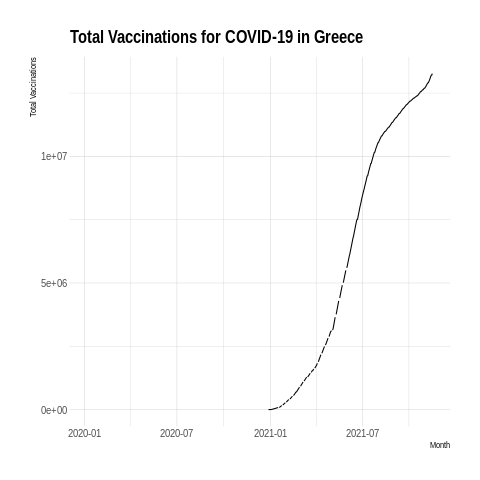 Total Vaccinations for COVID-19 in Greece
Total Vaccinations
1e+07
5e+06
0e+00
2020-01 2020-07 2021-01 2021-07
Month